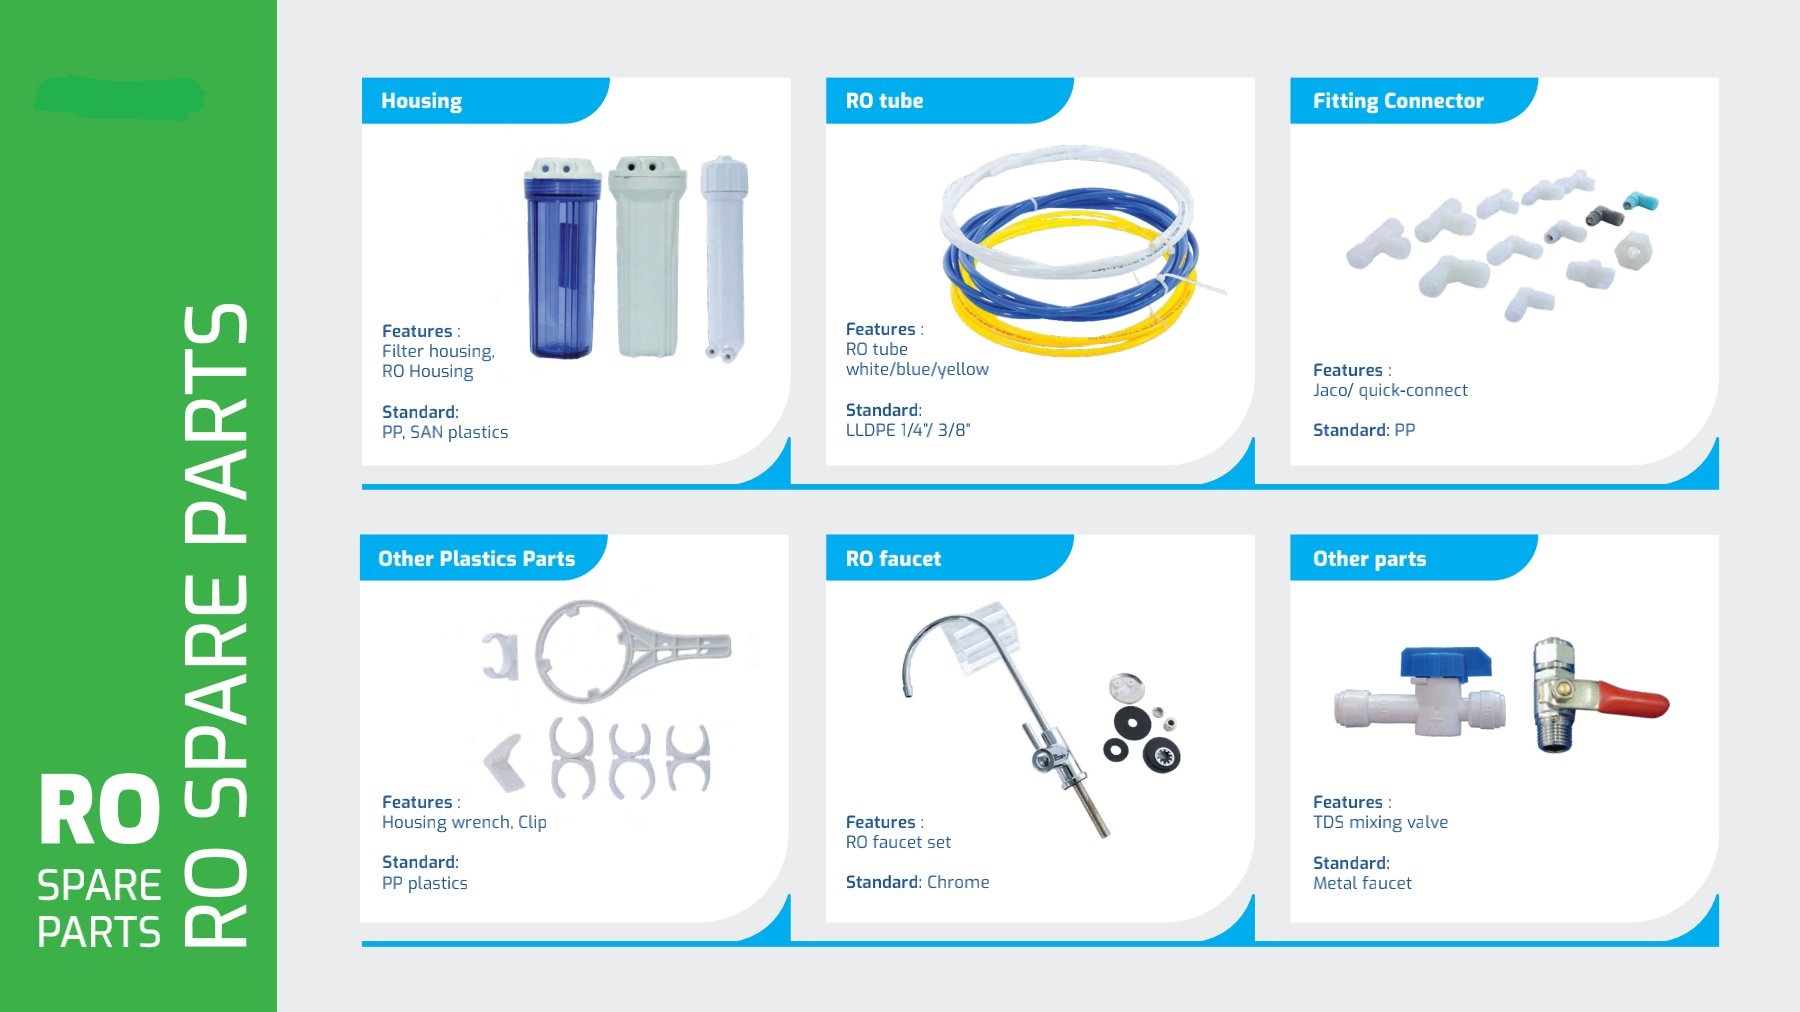 RO
SPARE
PARTS
RO SPARE PARTS
Housing
Features :
Filter housing,
RO Housing
Standard:
PP, SAN plastics
RO tube
Features :
RO tube
white/blue/yellow
Standard:
LLDPE 1/4"/ 3/8"
Fitting Connector
Features :
Jaco/ quick-connect
Standard: PP
Other Plastics Parts
Features :
Housing wrench, Clip
Standard:
PP plastics
RO faucet
Features :
RO faucet set
Standard: Chrome
Other parts
Features :
TDS mixing valve
Standard:
Metal faucet